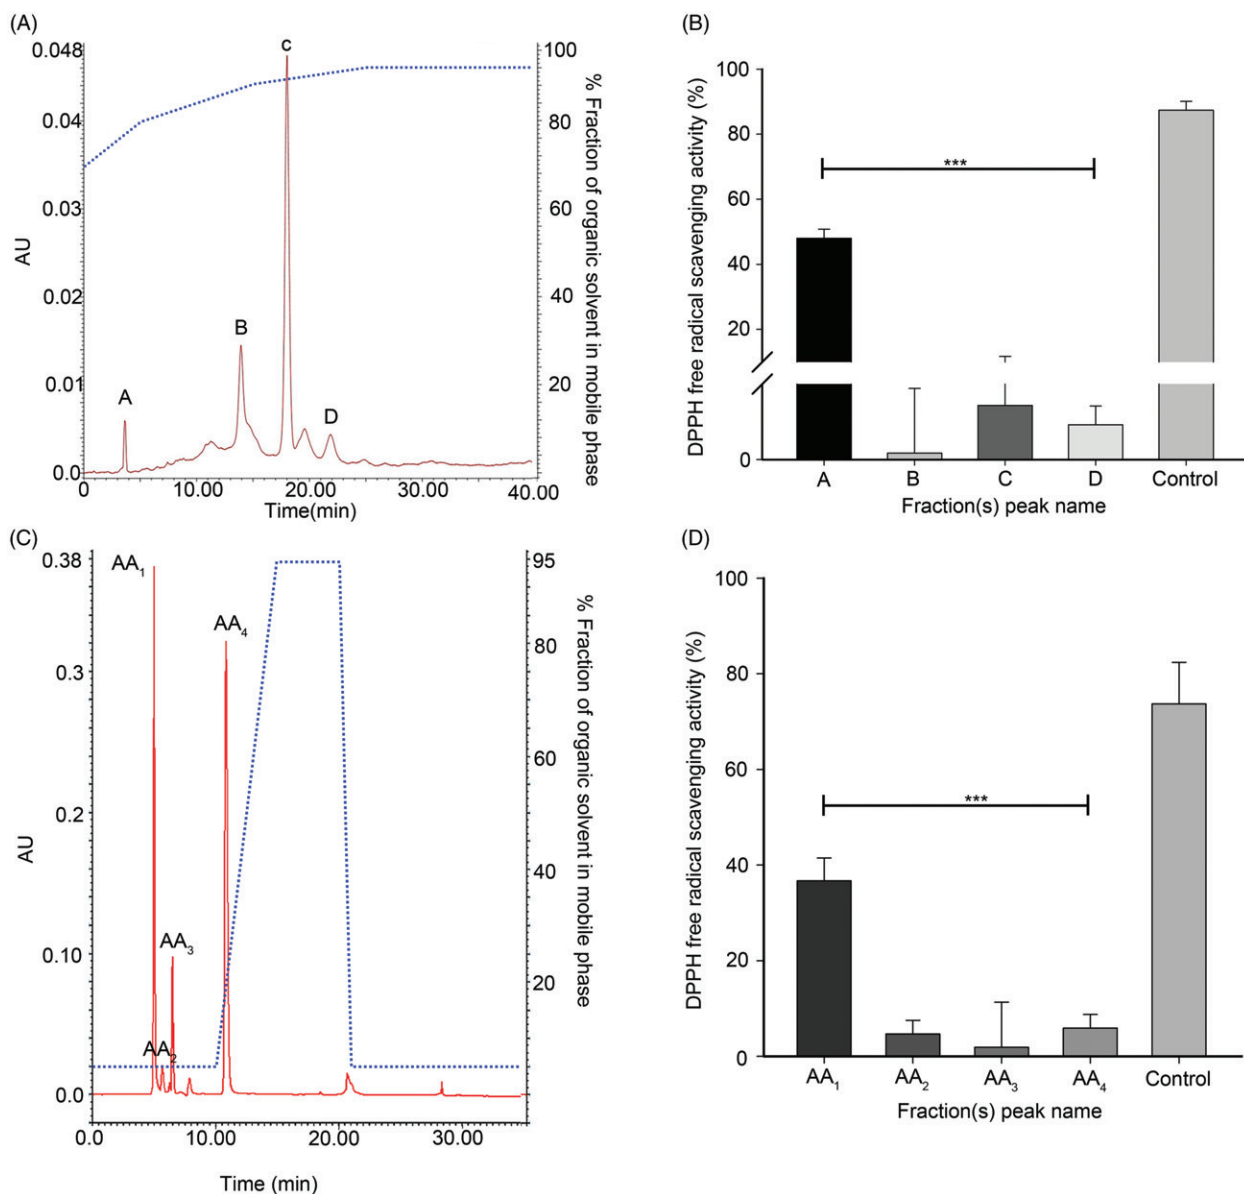 (A)
0.048
0.04
0.03
0.02
0.01
0.0
AU
A
B
c
D
100
80
60
40
20
0
% Fraction of organic solvent in mobile phase
0
10.00
20.00
30.00
40.00
Time(min)
(B)
100
80
60
40
20
0
DPPH free radical scavenging activity (%)
***
A
B
C
D
Control
Fraction(s) peak name
(C)
0.38
0.3
0.2
0.10
0.0
AU
AA1
AA2
AA3
AA4
95
80
60
40
20
% Fraction of organic solvent in mobile phase
0.0
10.00
20.00
30.00
Time (min)
(D)
100
80
60
40
20
0
DPPH free radical scavenging activity (%)
***
AA1
AA2
AA3
AA4
Control
Fraction(s) peak name